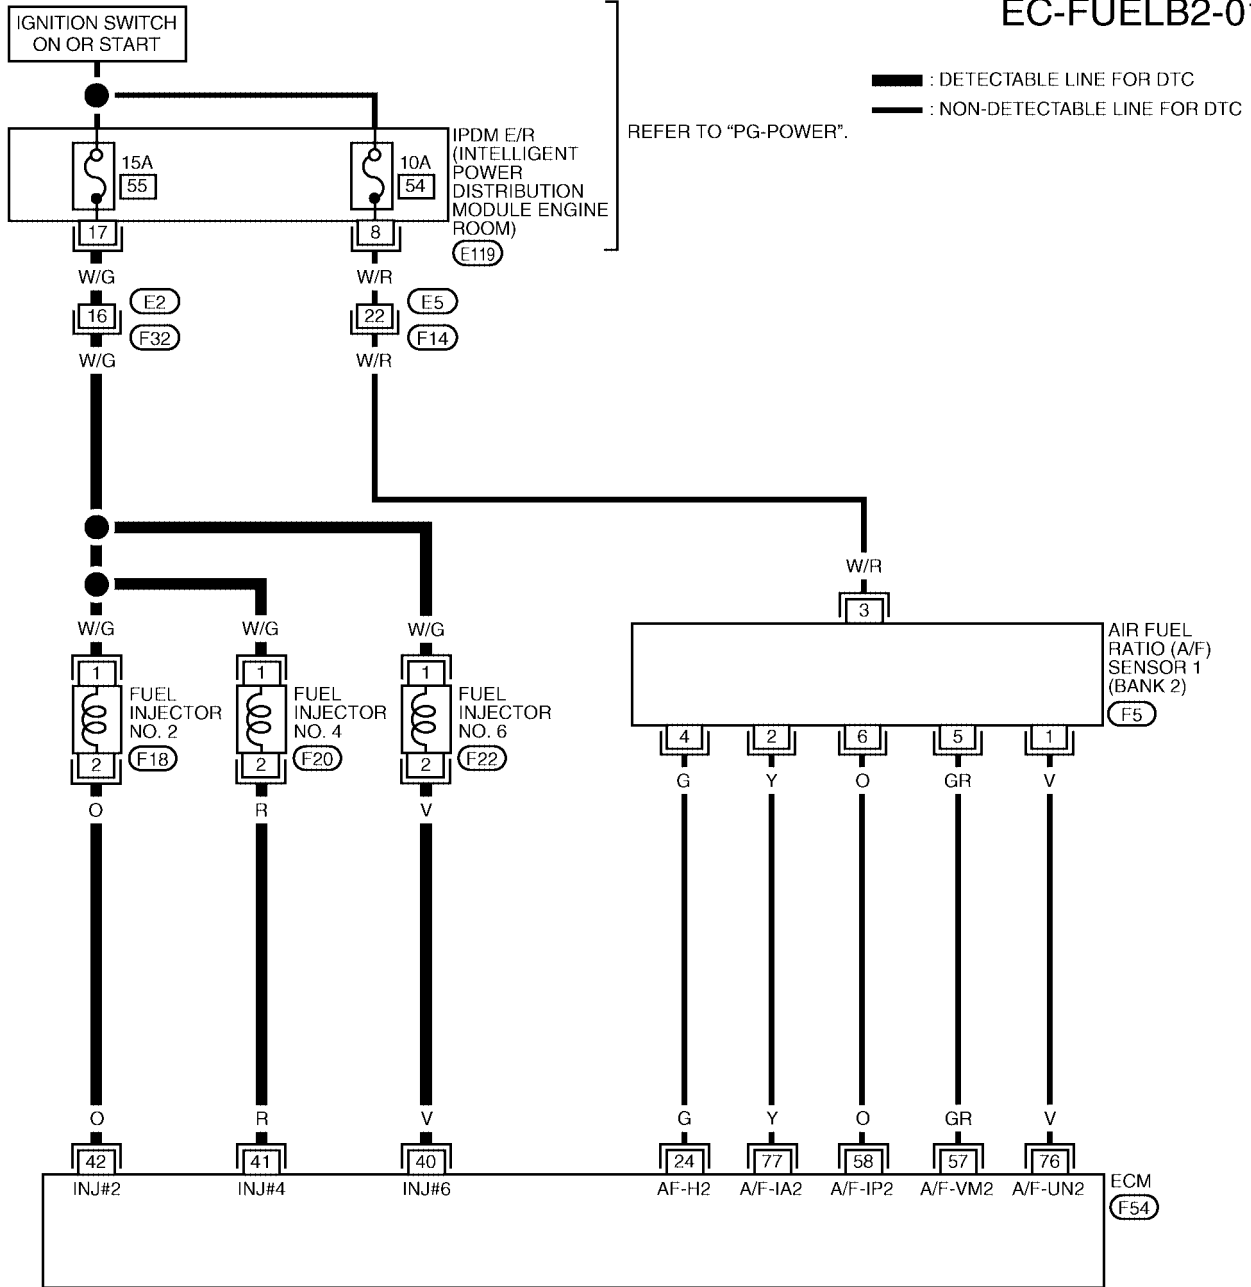 EC-FUELB2-01
IGNITION SWITCH
ON OR START
: DETECTABLE LINE FOR DTC
: NON-DETECTABLE LINE FOR DTC
REFER TO “PG-POWER”.
IPDM E/R
(INTELLIGENT
POWER
DISTRIBUTION
MODULE ENGINE
ROOM)
E119
15A
55
10A
54
17
8
W/G
W/R
E2
E5
16
22
F32
F14
W/G
W/R
W/R
3
W/G
W/G
W/G
1
1
1
FUEL
INJECTOR
NO. 2
F18
FUEL
INJECTOR
NO. 4
F20
FUEL
INJECTOR
NO. 6
F22
AIR FUEL
RATIO (A/F)
SENSOR 1
(BANK 2)
F5
2
2
2
4
2
6
5
1
O
R
V
G
Y
O
GR
V
O
R
V
G
Y
O
GR
V
42
41
40
24
77
58
57
76
INJ#2
INJ#4
INJ#6
AF-H2
A/F-IA2
A/F-IP2
A/F-VM2
A/F-UN2
ECM
F54